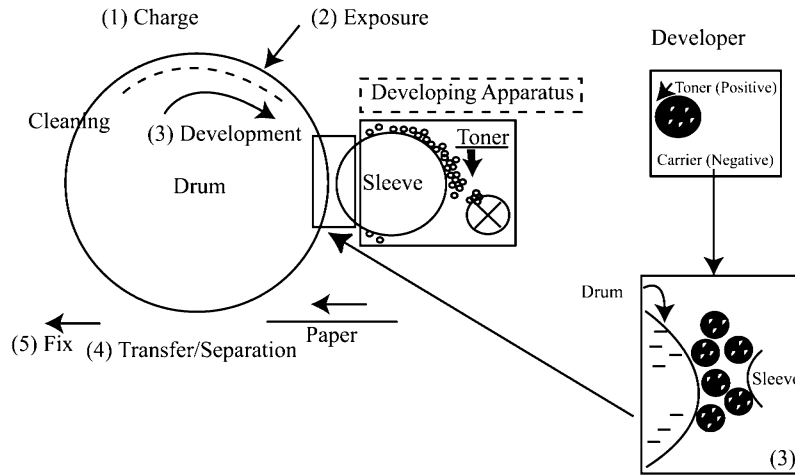 (1) Charge
(2) Exposure
Developer
Developing Apparatus
Toner (Positive)
Cleaning
(3) Development
Toner
Carrier (Negative)
Drum
Sleeve
Drum
Paper
(5) Fix
(4) Transfer/Separation
Sleeve
(3)